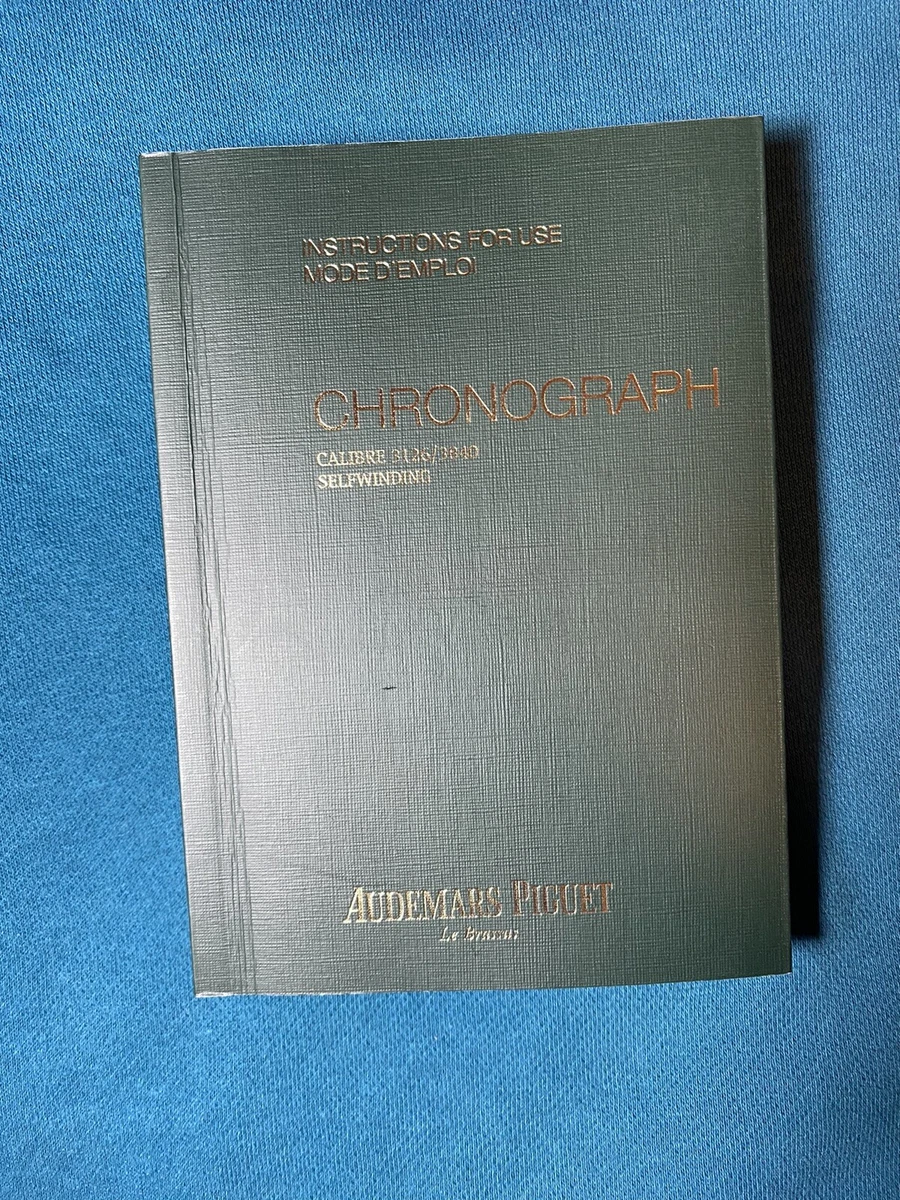 INSTRUCTIONS FOR USE
MODE D'EMPLOI
CHRONOGRAPH
CALIBRE 3126/3840
SELFWINDING
AUDEMARS PIGUET
Le Brassus